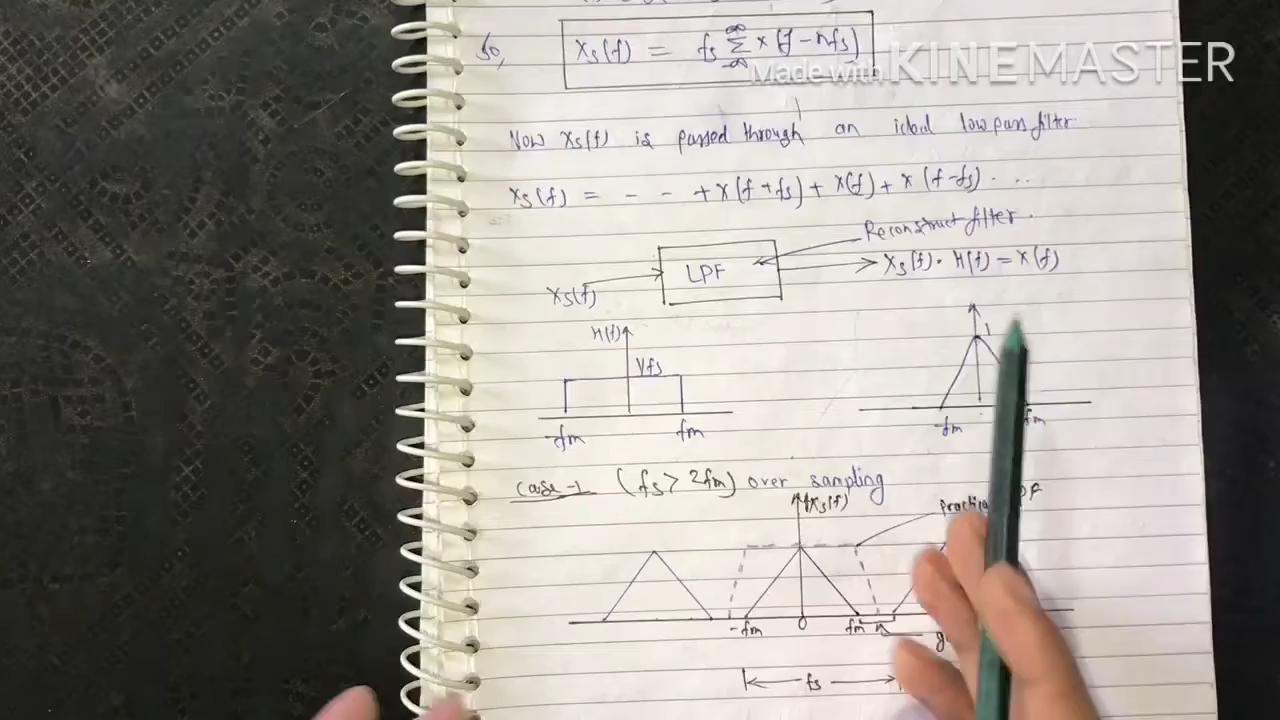 So, Xs(f) = fs ∞∑-∞ X(f - nfs)
Made with KINEMASTER
Now Xs(f) is passed through an ideal lowpass filter
Xs(f) = - - + X(f+fs) + X(f) + X(f-fs) . ...
Reconstruct filter.
LPF
Xs(f) · H(f) = X(f)
Xs(f)
H(f)
1/fs
1
-fm fm
-fm fm
Case-1 (fs > 2fm) over sampling
Xs(f)
-fm 0 fm
fs